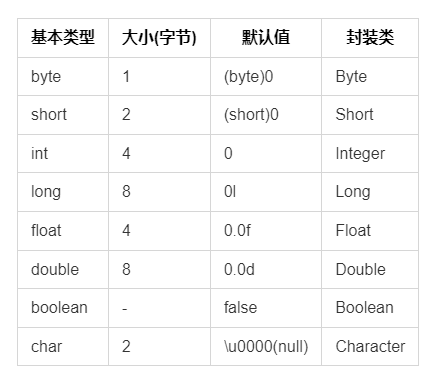 基本类型 大小(字节) 默认值 封装类
byte 1 (byte)0 Byte
short 2 (short)0 Short
int 4 0 Integer
long 8 0l Long
float 4 0.0f Float
double 8 0.0d Double
boolean - false Boolean
char 2 \u0000(null) Character